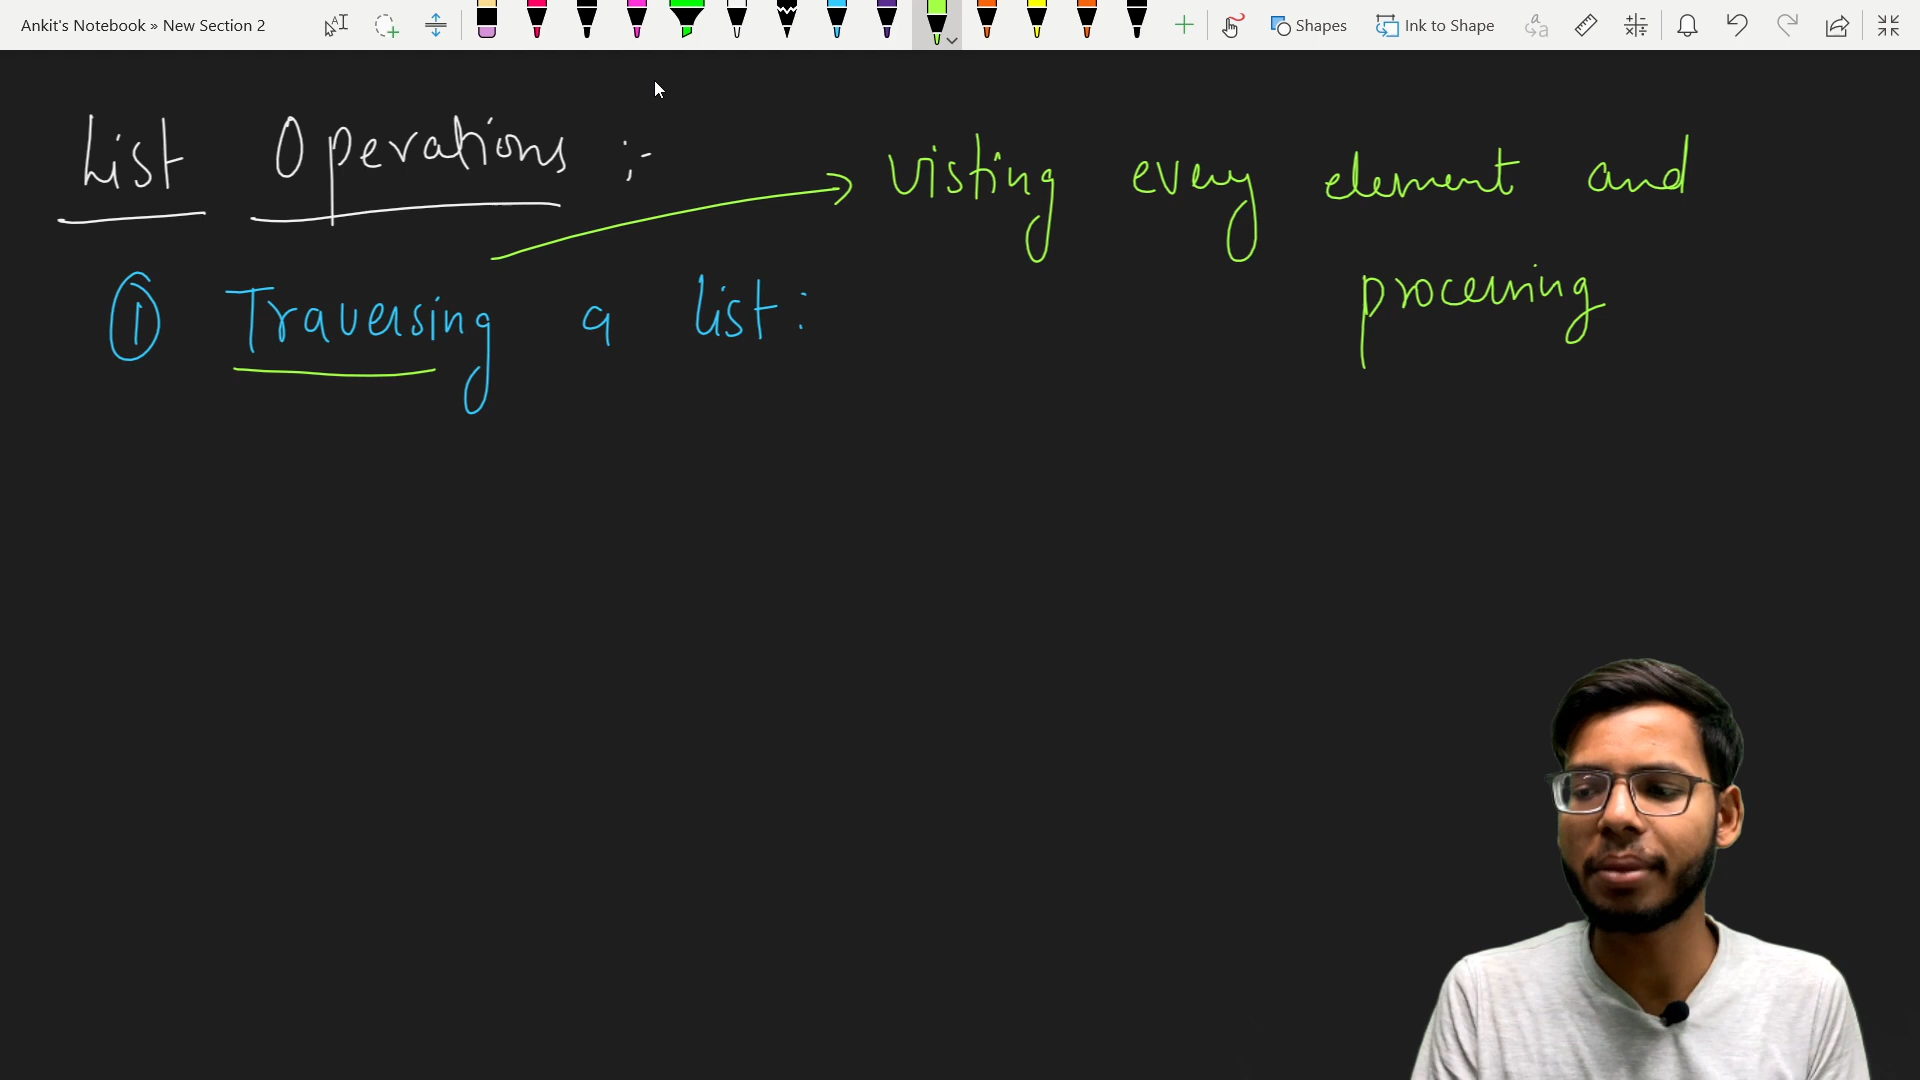 Ankit's Notebook » New Section 2 Shapes Ink to Shape
List Operations :-
Visting every element and
processing
① Traversing a list: